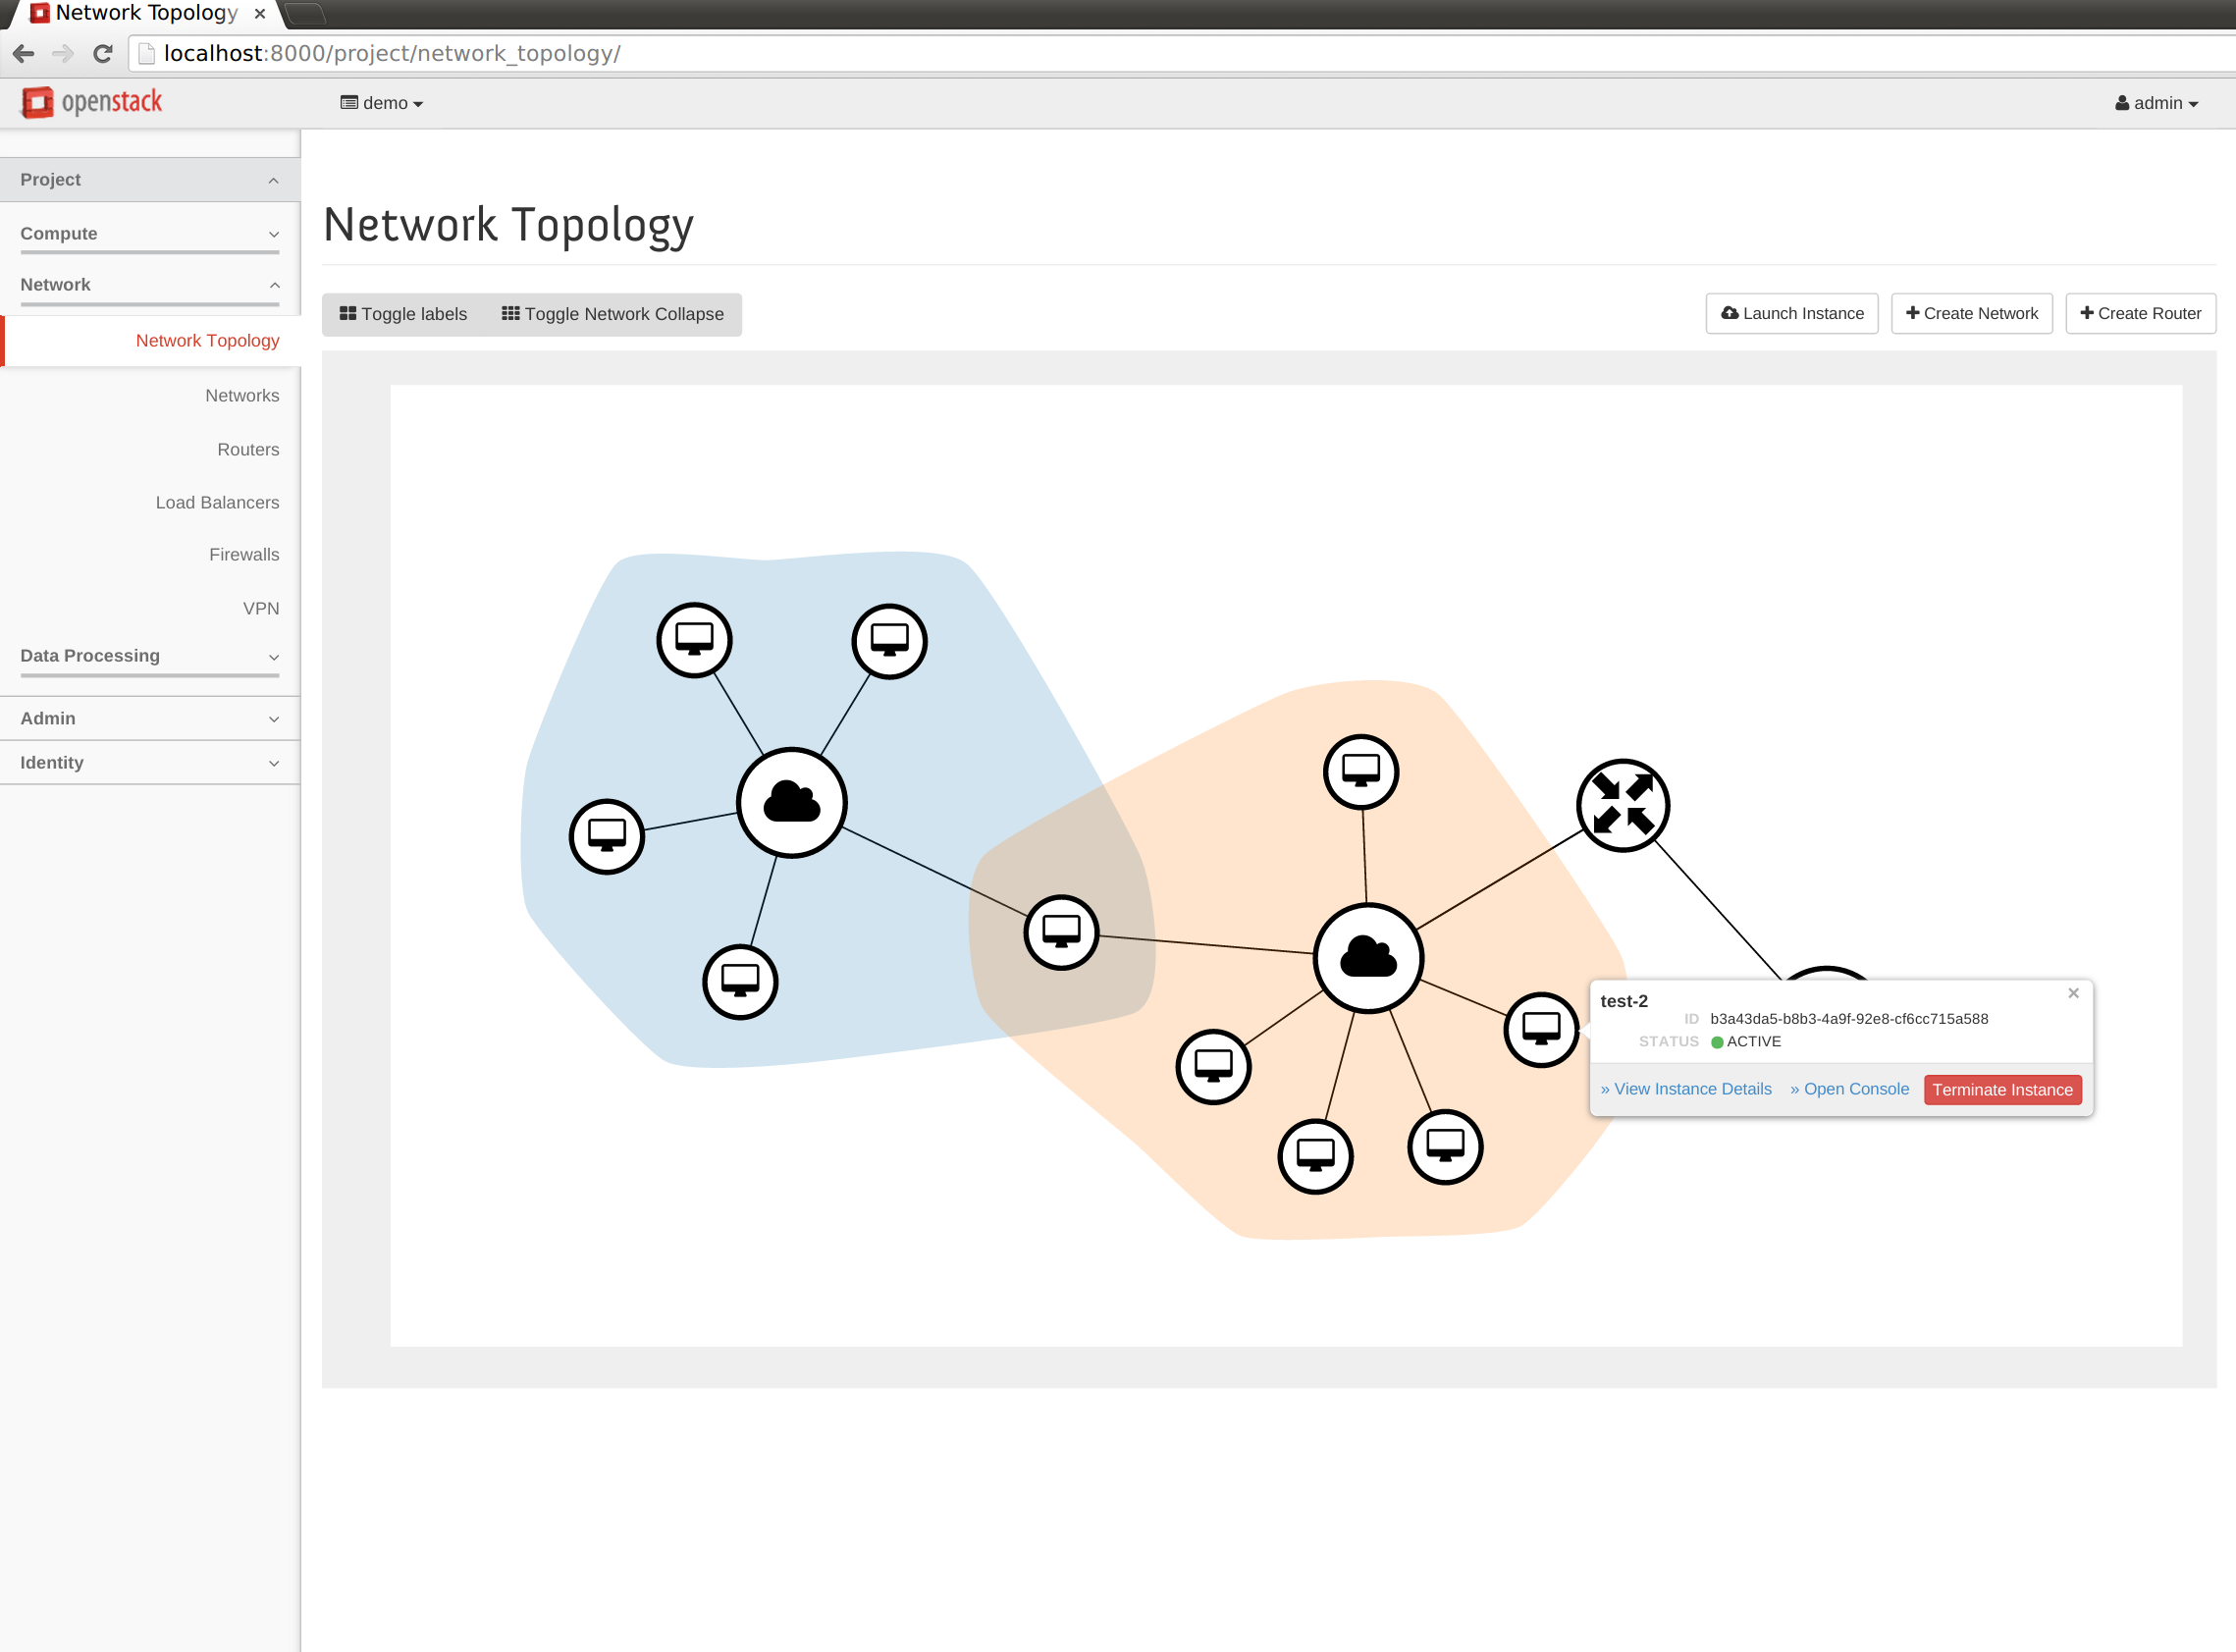 Network Topology ×
localhost:8000/project/network_topology/
openstack
demo
admin
Project
Compute
Network
Network Topology
Networks
Routers
Load Balancers
Firewalls
VPN
Data Processing
Admin
Identity
Network Topology
Toggle labels Toggle Network Collapse
Launch Instance
+ Create Network
+ Create Router
test-2 ×
ID b3a43da5-b8b3-4a9f-92e8-cf6cc715a588
STATUS ACTIVE
» View Instance Details » Open Console Terminate Instance